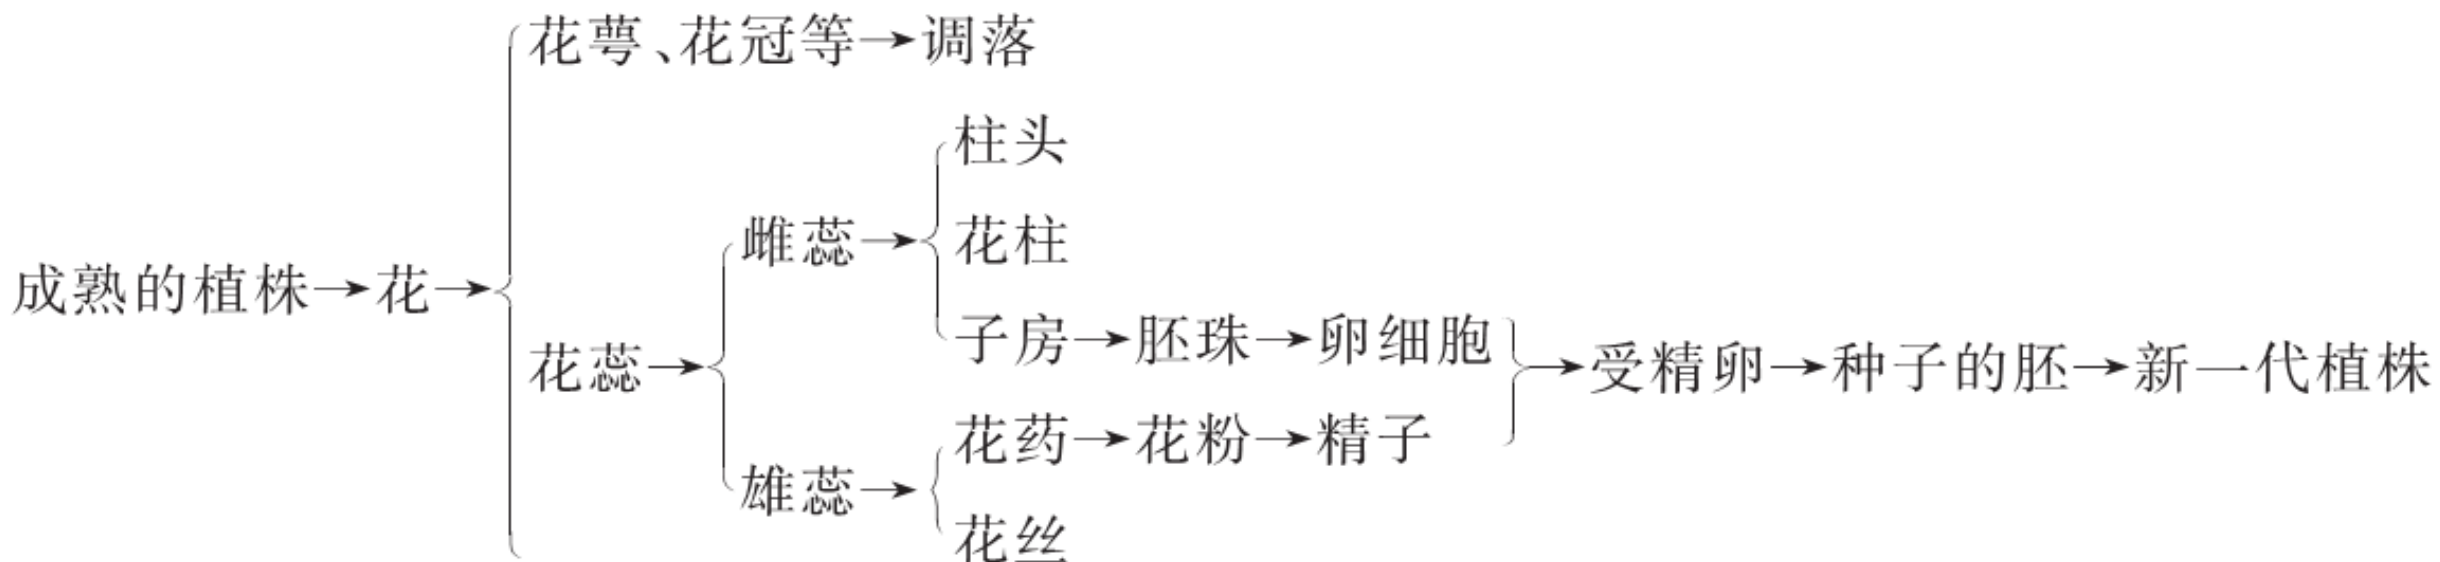 花萼、花冠等→调落
柱头
雌蕊→花柱
成熟的植株→花→
子房→胚珠→卵细胞
花蕊→
→受精卵→种子的胚→新一代植株
花药→花粉→精子
雄蕊→
花丝